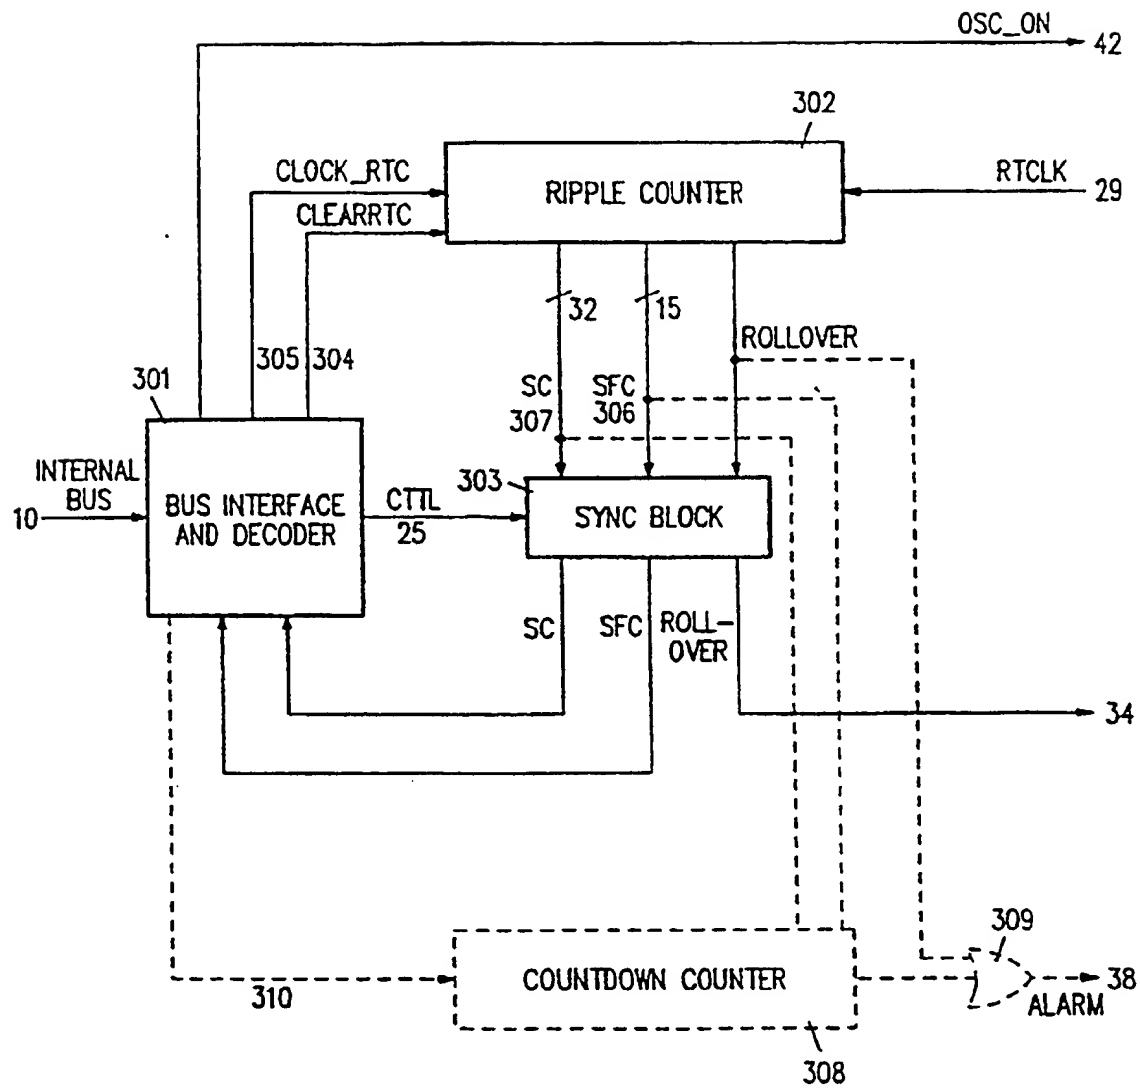 OSC_ON
42
302
CLOCK_RTC
RIPPLE COUNTER
RTCLK
29
CLEARRTC
32
15
305
304
ROLLOVER
301
SC
307
SFC
306
INTERNAL
BUS
10
BUS INTERFACE
AND DECODER
CTTL
25
303
SYNC BLOCK
SC
SFC
ROLL-
OVER
34
309
310
COUNTDOWN COUNTER
38
ALARM
308